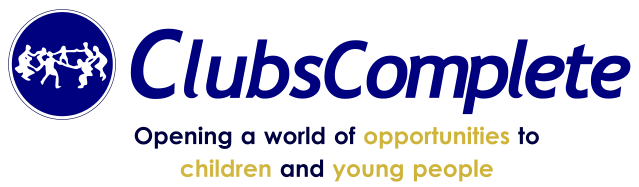 ClubsComplete
Opening a world of opportunities to
children and young people